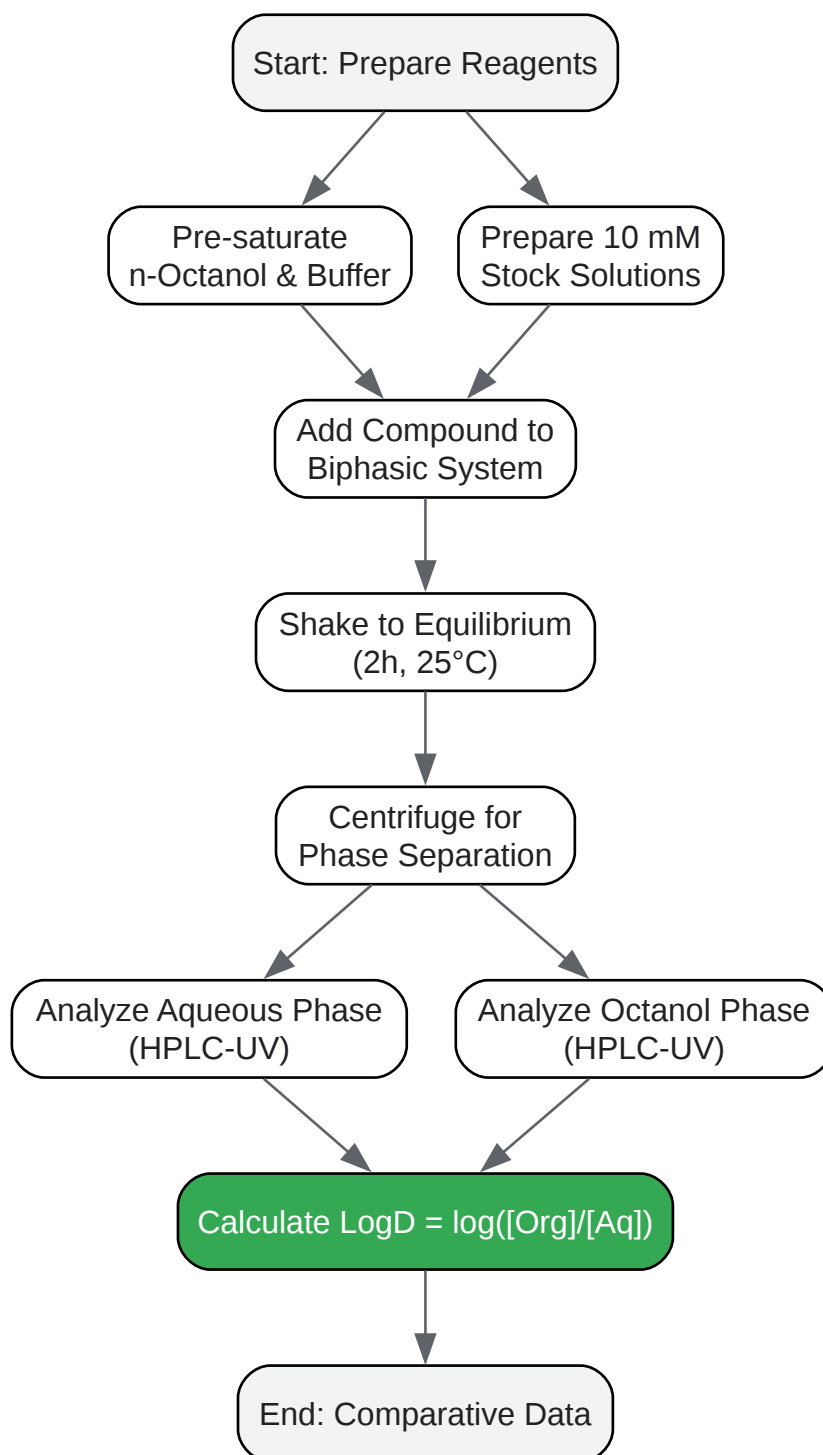 Start: Prepare Reagents
Pre-saturate
n-Octanol & Buffer
Prepare 10 mM
Stock Solutions
Add Compound to
Biphasic System
Shake to Equilibrium
(2h, 25°C)
Centrifuge for
Phase Separation
Analyze Aqueous Phase
(HPLC-UV)
Analyze Octanol Phase
(HPLC-UV)
Calculate LogD = log([Org]/[Aq])
End: Comparative Data